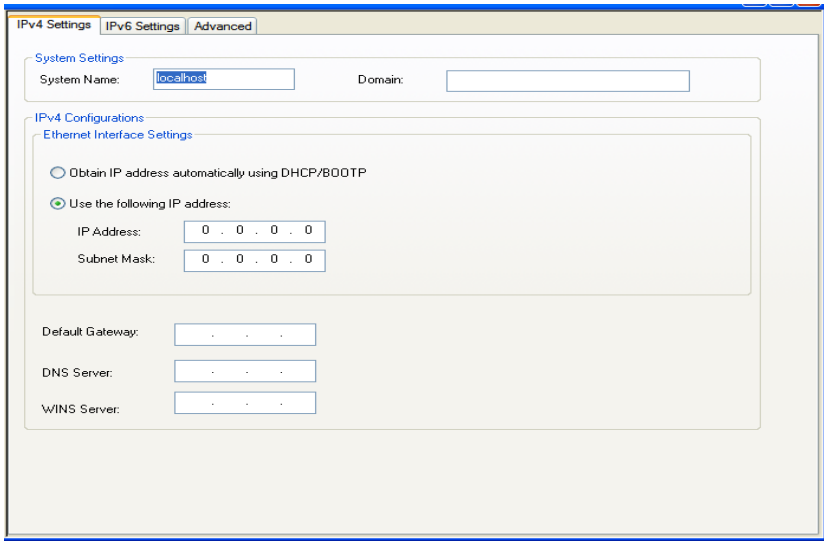 IPv4 Settings IPv6 Settings Advanced
System Settings
System Name: localhost Domain:
IPv4 Configurations
Ethernet Interface Settings
Obtain IP address automatically using DHCP/BOOTP
Use the following IP address:
IP Address: 0 . 0 . 0 . 0
Subnet Mask: 0 . 0 . 0 . 0
Default Gateway: . . .
DNS Server: . . .
WINS Server: . . .